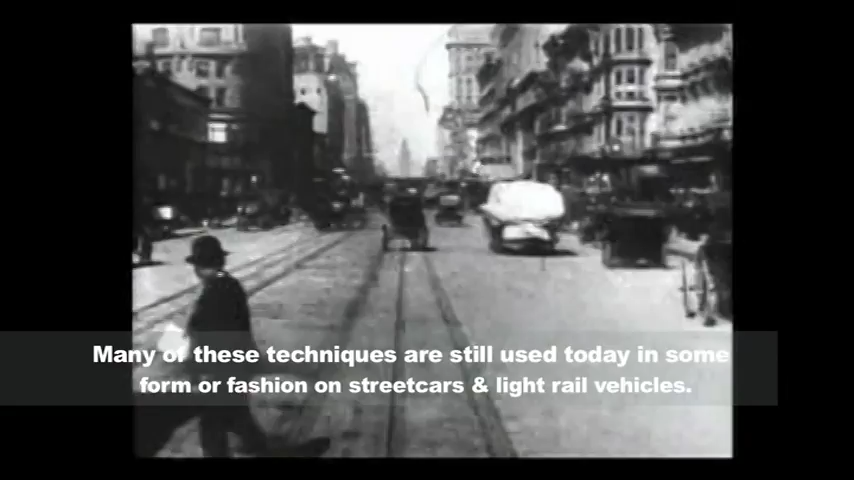 Many of these techniques are still used today in some
form or fashion on streetcars & light rail vehicles.